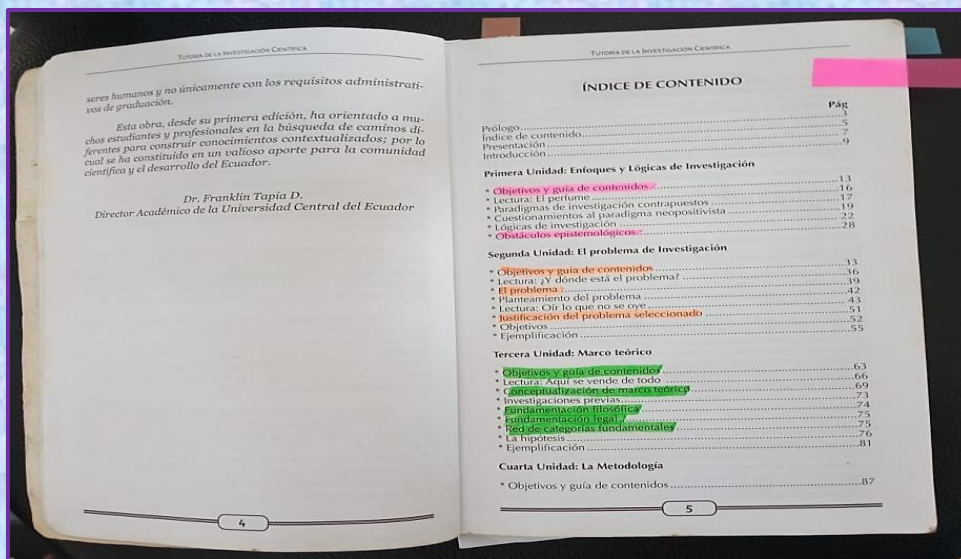 TUTORÍA DE LA INVESTIGACIÓN CIENTÍFICA
seres humanos y no únicamente con los requisitos administrati-
vos de graduación.
Esta obra, desde su primera edición, ha orientado a mu-
chos estudiantes y profesionales en la búsqueda de caminos di-
ferentes para construir conocimientos contextualizados; por lo
cual se ha constituido en un valioso aporte para la comunidad
científica y el desarrollo del Ecuador.
Dr. Franklin Tapia D.
Director Académico de la Universidad Central del Ecuador
4
TUTORÍA DE LA INVESTIGACIÓN CIENTÍFICA
ÍNDICE DE CONTENIDO
Pág
Prólogo 3
Índice de contenido 5
Presentación 7
Introducción 9
Primera Unidad: Enfoques y Lógicas de Investigación
* Objetivos y guía de contenidos 13
* Lectura: El perfume 16
* Paradigmas de investigación contrapuestos 17
* Cuestionamientos al paradigma neopositivista 19
* Lógicas de investigación 22
* Obstáculos epistemológicos 28
Segunda Unidad: El problema de Investigación
* Objetivos y guía de contenidos 33
* Lectura: ¿Y dónde está el problema? 36
* El problema 39
* Planteamiento del problema 42
* Lectura: Oír lo que no se oye 43
* Justificación del problema seleccionado 51
* Objetivos 52
* Ejemplificación 55
Tercera Unidad: Marco teórico
* Objetivos y guía de contenidos 63
* Lectura: Aquí se vende de todo 66
* Conceptualización de marco teórico 69
* Investigaciones previas 73
* Fundamentación filosófica 74
* Fundamentación legal 75
* Red de categorías fundamentales 75
* La hipótesis 76
* Ejemplificación 81
Cuarta Unidad: La Metodología
* Objetivos y guía de contenidos 87
5